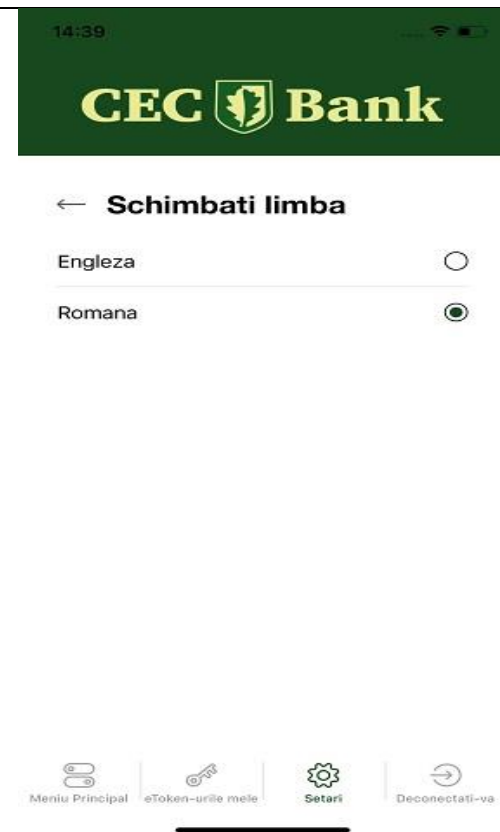 14:39
CEC Bank
← Schimbati limba
Engleza
Romana
Meniu Principal
eToken-urile mele
Setari
Deconectati-va